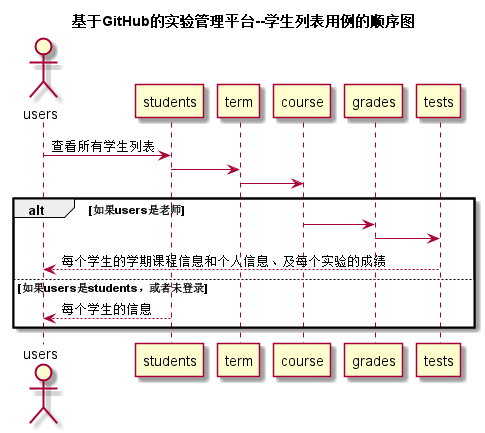 基于GitHub的实验管理平台--学生列表用例的顺序图
users
students
term
course
grades
tests
查看所有学生列表
alt [如果users是老师]
每个学生的学期课程信息和个人信息、及每个实验的成绩
[如果users是students，或者未登录]
每个学生的信息
users
students
term
course
grades
tests